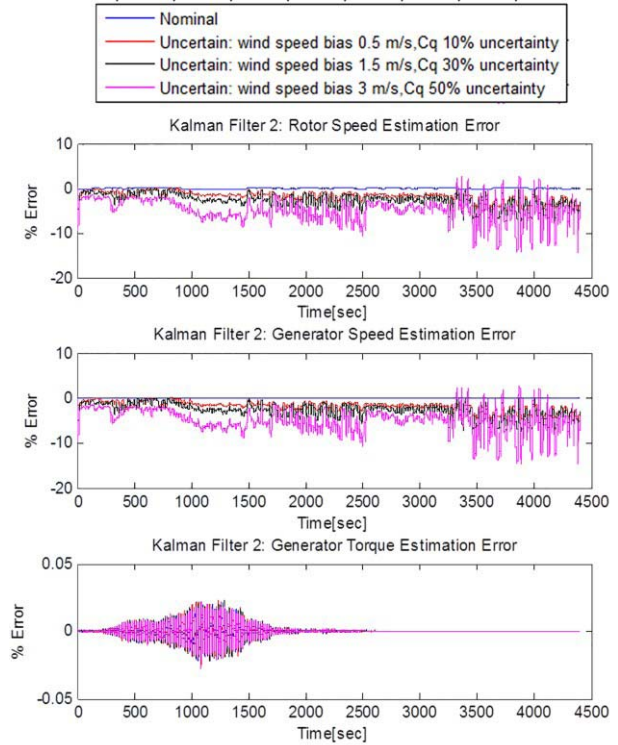 Nominal
Uncertain: wind speed bias 0.5 m/s,Cq 10% uncertainty
Uncertain: wind speed bias 1.5 m/s,Cq 30% uncertainty
Uncertain: wind speed bias 3 m/s,Cq 50% uncertainty
Kalman Filter 2: Rotor Speed Estimation Error
10
0
-10
-20
% Error
0 500 1000 1500 2000 2500 3000 3500 4000 4500
Time[sec]
Kalman Filter 2: Generator Speed Estimation Error
10
0
-10
-20
% Error
0 500 1000 1500 2000 2500 3000 3500 4000 4500
Time[sec]
Kalman Filter 2: Generator Torque Estimation Error
0.05
0
-0.05
% Error
0 500 1000 1500 2000 2500 3000 3500 4000 4500
Time[sec]